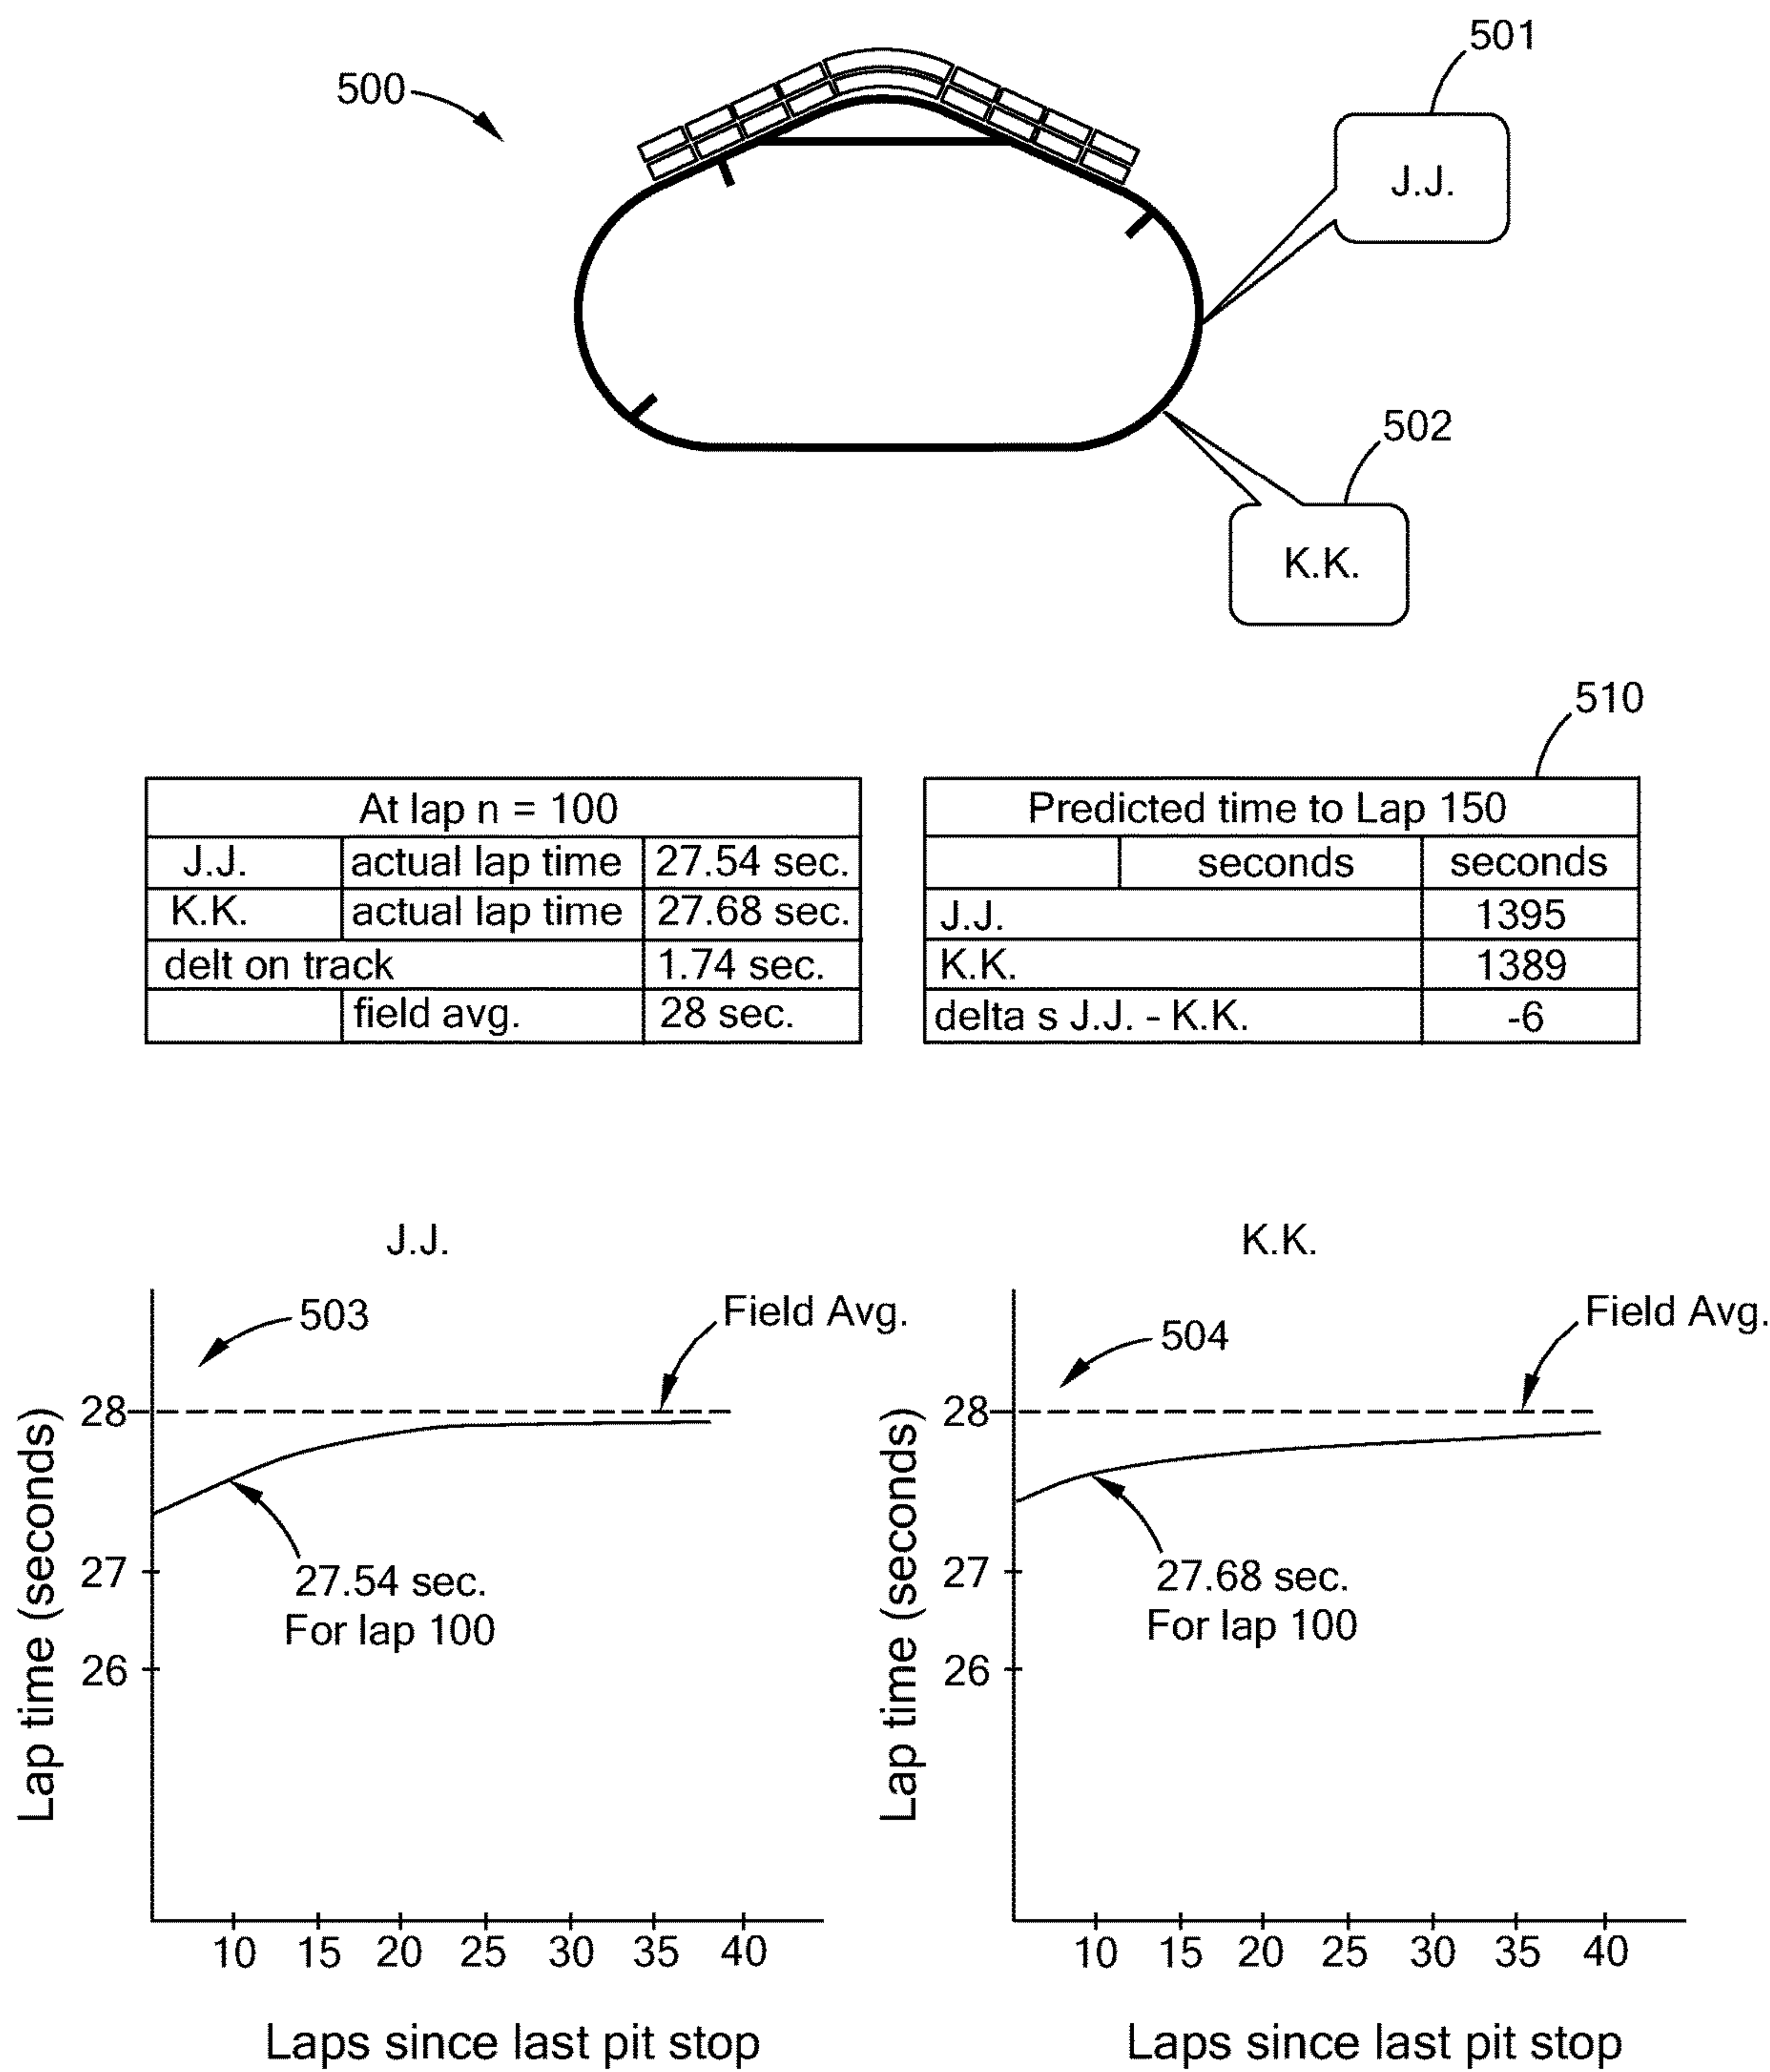 500
501
J.J.
502
K.K.
510
At lap n = 100
J.J. actual lap time 27.54 sec.
K.K. actual lap time 27.68 sec.
delt on track 1.74 sec.
field avg. 28 sec.
Predicted time to Lap 150
seconds seconds
J.J. 1395
K.K. 1389
delta s J.J. - K.K. -6
J.J.
503
Field Avg.
Lap time (seconds)
28
27
26
27.54 sec.
For lap 100
10 15 20 25 30 35 40
Laps since last pit stop
K.K.
504
Field Avg.
Lap time (seconds)
28
27
26
27.68 sec.
For lap 100
10 15 20 25 30 35 40
Laps since last pit stop